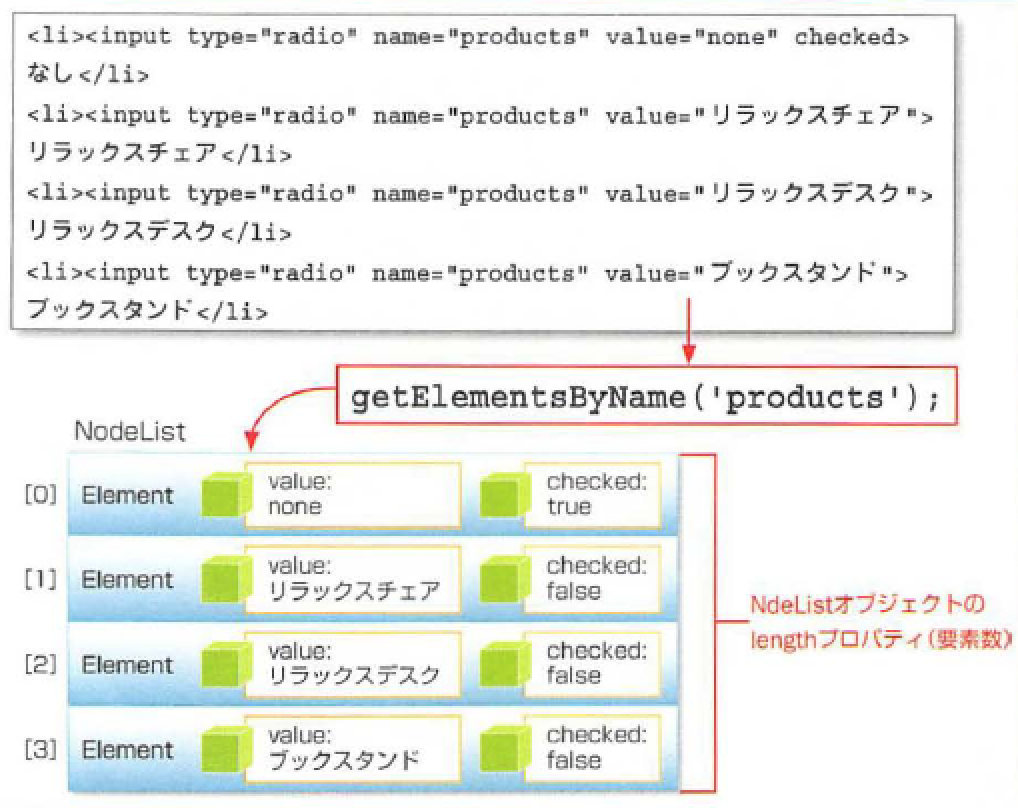 <li><input type="radio" name="products" value="none" checked>
なし</li>
<li><input type="radio" name="products" value="リラックスチェア">
リラックスチェア</li>
<li><input type="radio" name="products" value="リラックスデスク">
リラックスデスク</li>
<li><input type="radio" name="products" value="ブックスタンド">
ブックスタンド</li>
getElementsByName('products');
NodeList
[0] Element value: none checked: true
[1] Element value: リラックスチェア checked: false
[2] Element value: リラックスデスク checked: false
[3] Element value: ブックスタンド checked: false
NdeListオブジェクトの
lengthプロパティ(要素数)